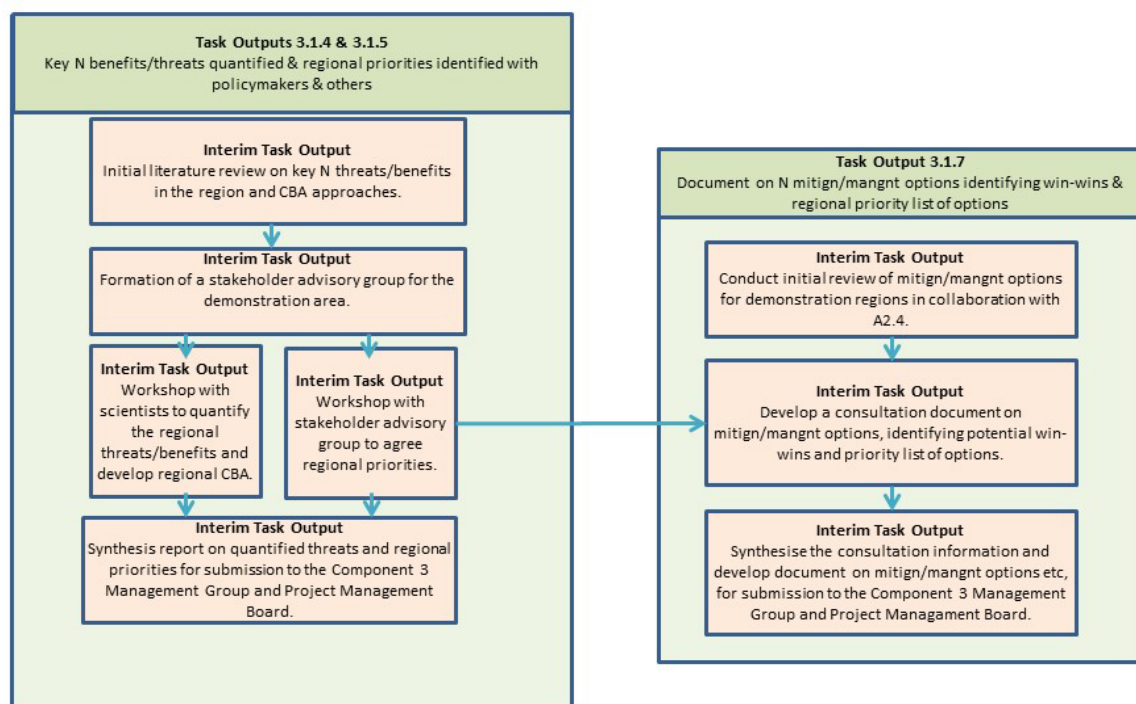 Task Outputs 3.1.4 & 3.1.5
Key N benefits/threats quantified & regional priorities identified with
policymakers & others
Interim Task Output
Initial literature review on key N threats/benefits
in the region and CBA approaches.
Interim Task Output
Formation of a stakeholder advisory group for the
demonstration area.
Interim Task Output
Workshop with
scientists to quantify
the regional
threats/benefits and
develop regional CBA.
Interim Task Output
Workshop with
stakeholder advisory
group to agree
regional priorities.
Interim Task Output
Synthesis report on quantified threats and regional
priorities for submission to the Component 3
Management Group and Project Management
Board.
Task Output 3.1.7
Document on N mitign/mangnt options identifying win-wins &
regional priority list of options
Interim Task Output
Conduct initial review of mitign/mangnt options
for demonstration regions in collaboration with
A2.4.
Interim Task Output
Develop a consultation document on
mitign/mangnt options, identifying potential win-
wins and priority list of options.
Interim Task Output
Synthesise the consultation information and
develop document on mitign/mangnt options etc,
for submission to the Component 3 Management
Group and Project Managament Board.